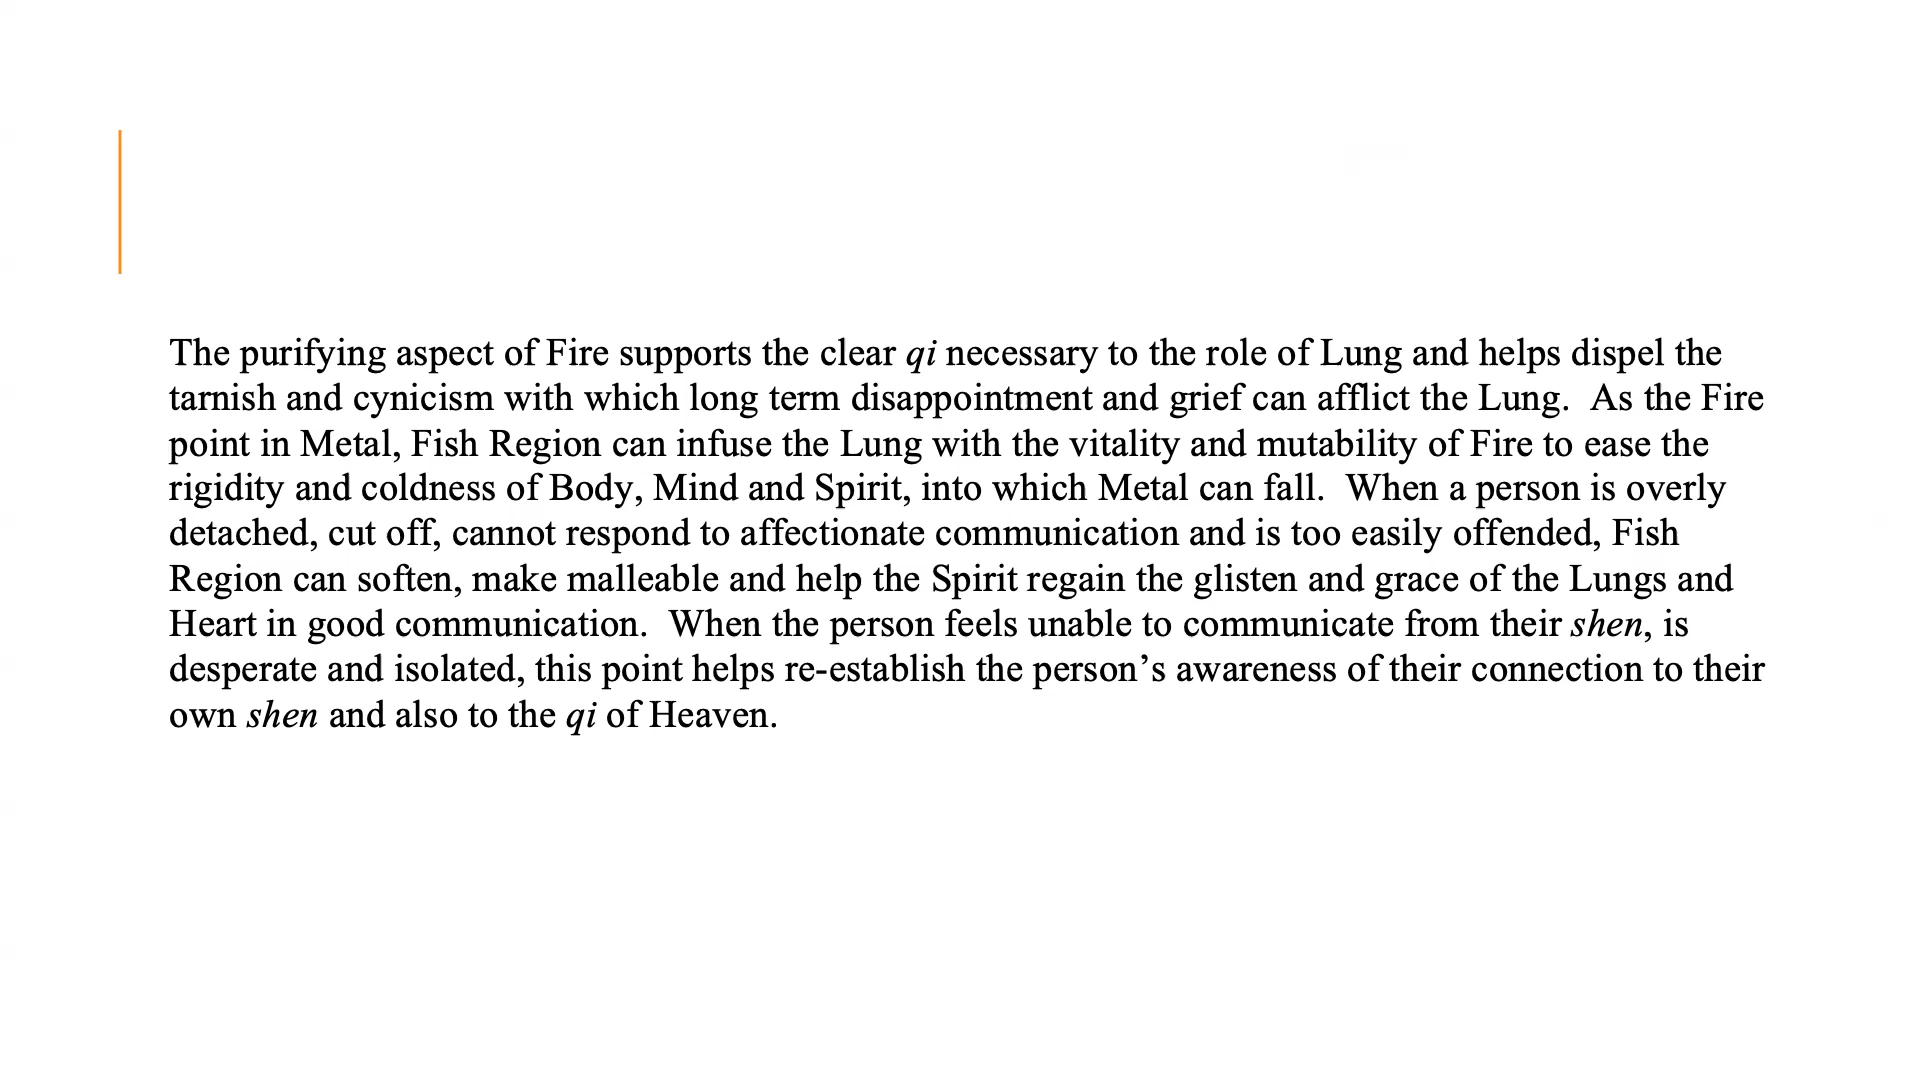 The purifying aspect of Fire supports the clear qi necessary to the role of Lung and helps dispel the
tarnish and cynicism with which long term disappointment and grief can afflict the Lung.  As the Fire
point in Metal, Fish Region can infuse the Lung with the vitality and mutability of Fire to ease the
rigidity and coldness of Body, Mind and Spirit, into which Metal can fall.  When a person is overly
detached, cut off, cannot respond to affectionate communication and is too easily offended, Fish
Region can soften, make malleable and help the Spirit regain the glisten and grace of the Lungs and
Heart in good communication.  When the person feels unable to communicate from their shen, is
desperate and isolated, this point helps re-establish the person’s awareness of their connection to their
own shen and also to the qi of Heaven.